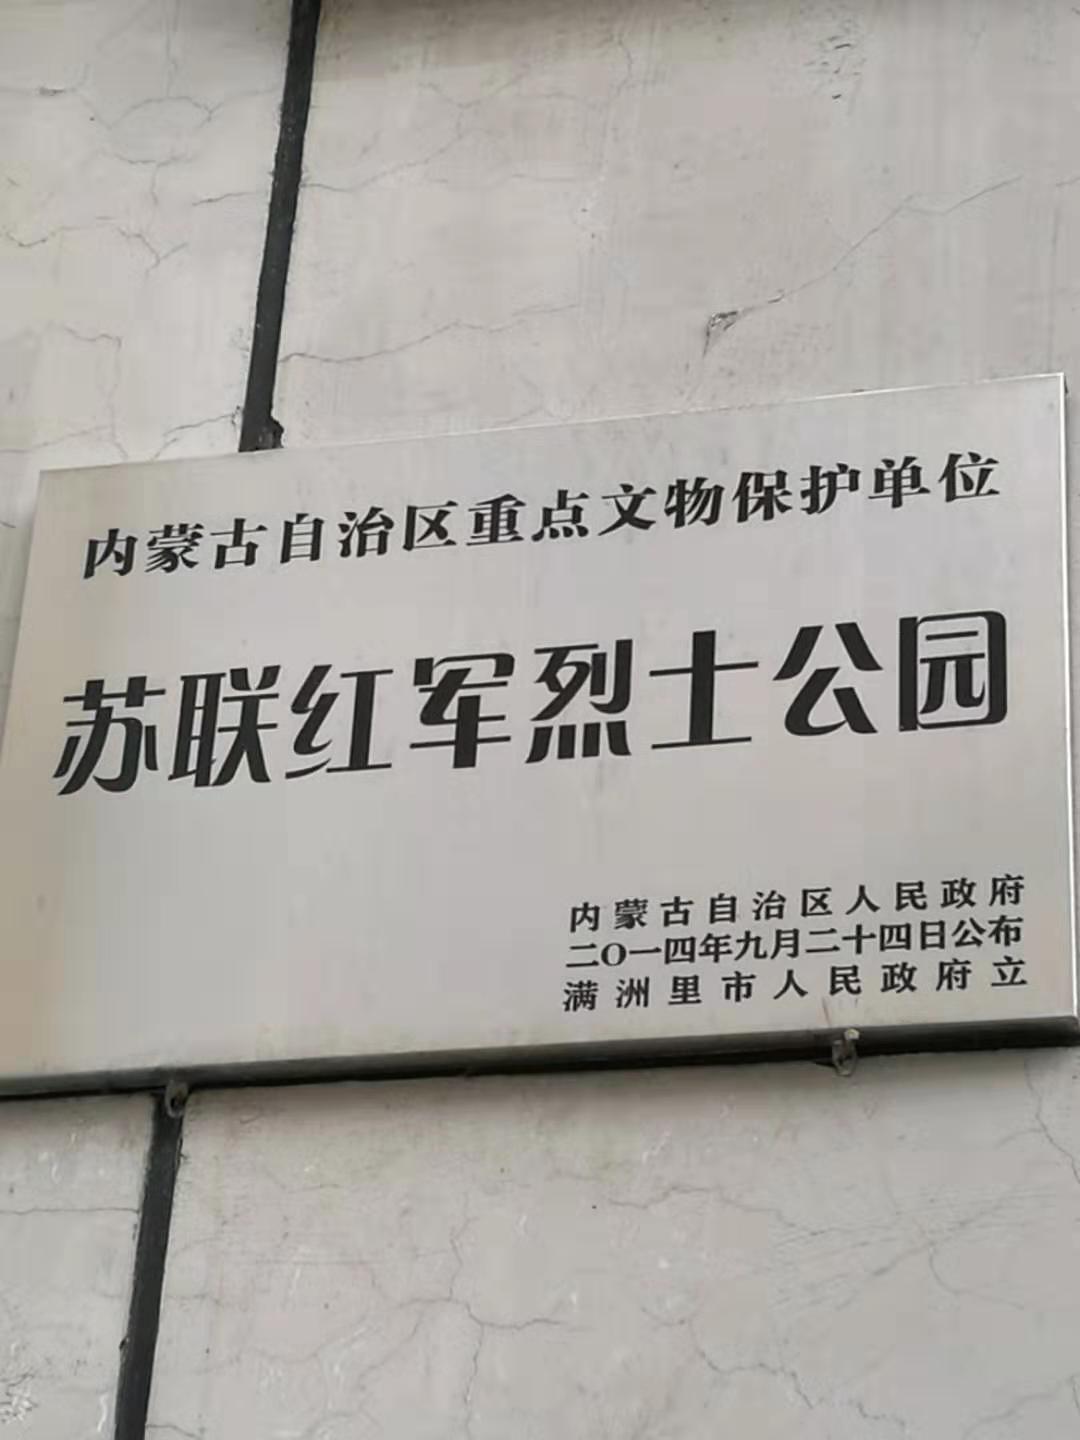 内蒙古自治区重点文物保护单位
苏联红军烈士公园
内蒙古自治区人民政府
二〇一四年九月二十四日公布
满洲里市人民政府立